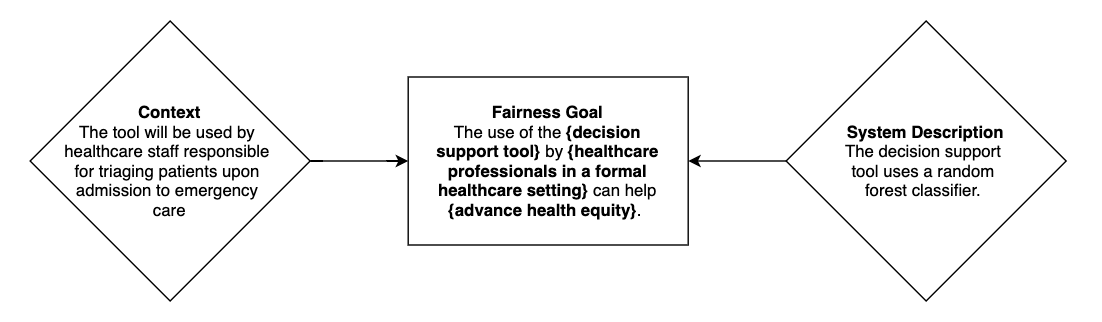 Context
The tool will be used by
healthcare staff responsible
for triaging patients upon
admission to emergency
care
Fairness Goal
The use of the {decision
support tool} by {healthcare
professionals in a formal
healthcare setting} can help
{advance health equity}.
System Description
The decision support
tool uses a random
forest classifier.